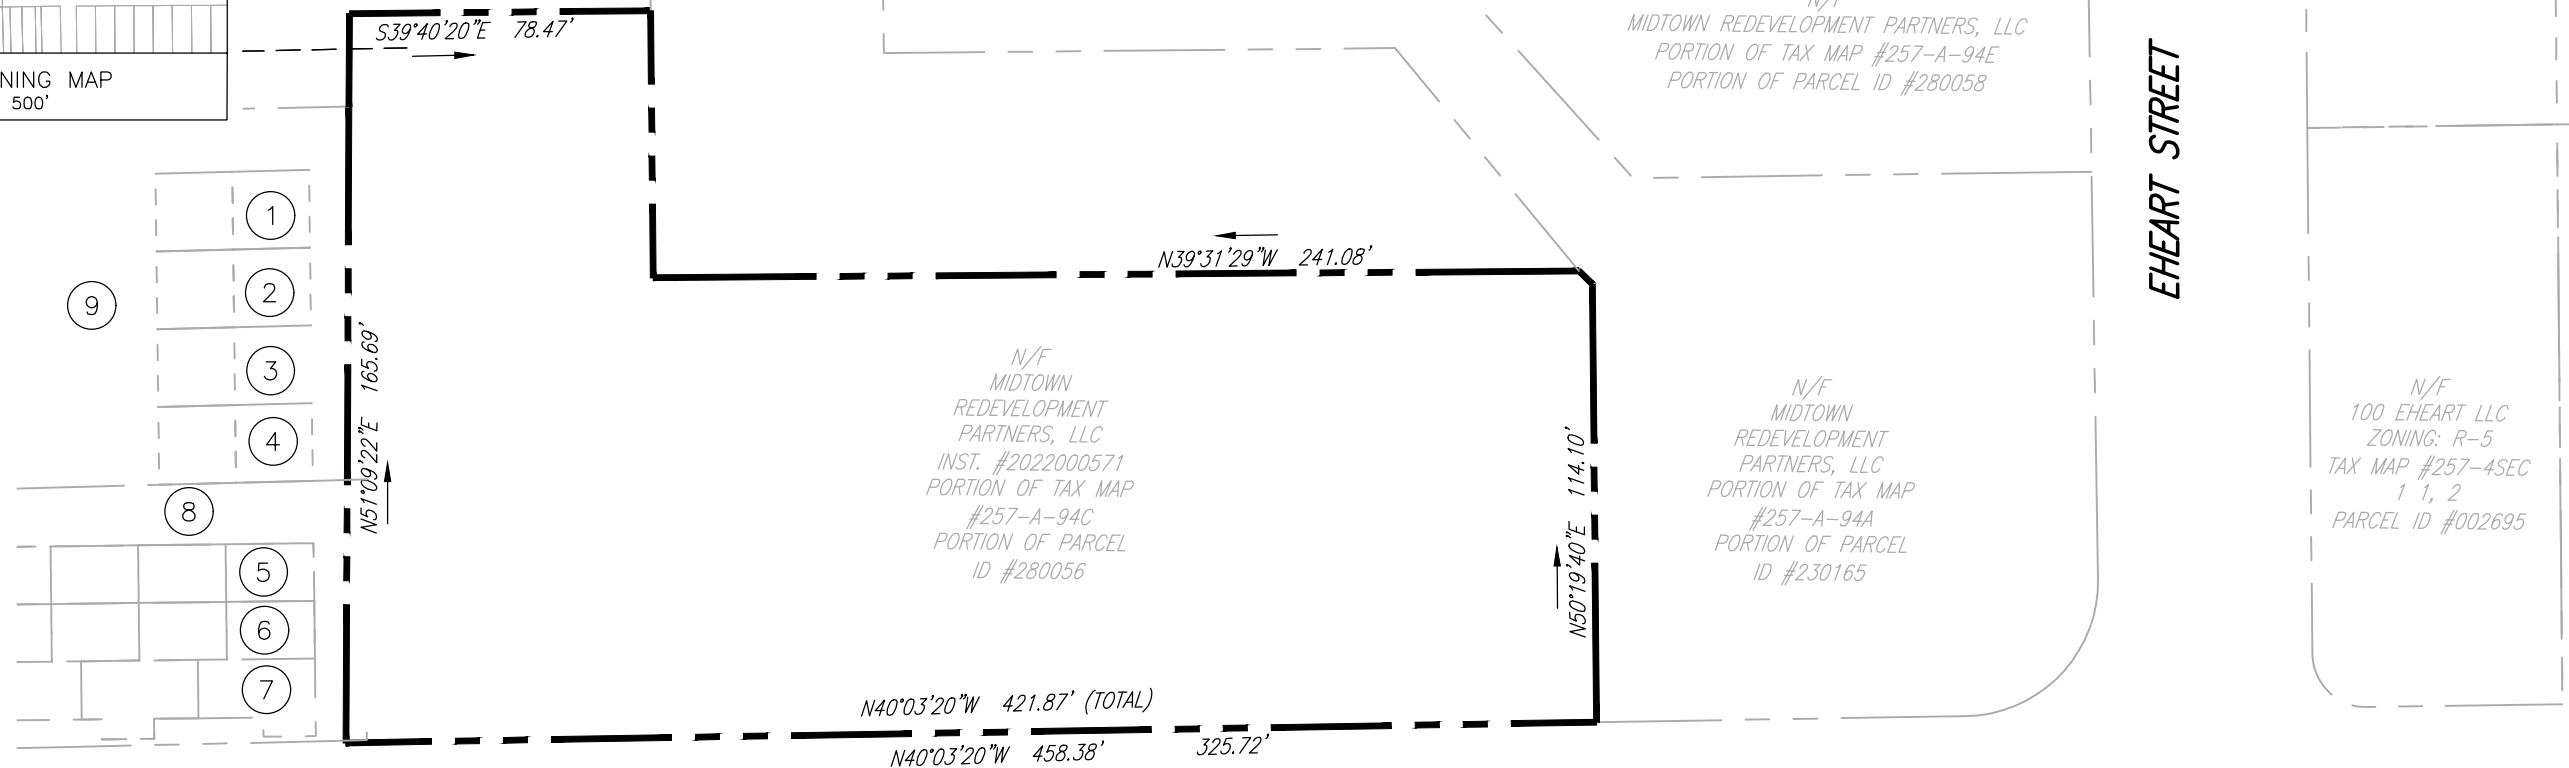 NING MAP
500'
S39°40'20"E 78.47'
N/F
MIDTOWN REDEVELOPMENT PARTNERS, LLC
PORTION OF TAX MAP #257-A-94E
PORTION OF PARCEL ID #280058
EHEART STREET
1
2
3
4
9
8
5
6
7
N51°09'22"E 165.69'
N39°31'29"W 241.08'
N/F
MIDTOWN
REDEVELOPMENT
PARTNERS, LLC
INST. #2022000571
PORTION OF TAX MAP
#257-A-94C
PORTION OF PARCEL
ID #280056
N50°19'40"E 114.10'
N/F
MIDTOWN
REDEVELOPMENT
PARTNERS, LLC
PORTION OF TAX MAP
#257-A-94A
PORTION OF PARCEL
ID #230165
N/F
100 EHEART LLC
ZONING: R-5
TAX MAP #257-4SEC
1 1, 2
PARCEL ID #002695
N40°03'20"W 421.87' (TOTAL)
N40°03'20"W 458.38'
325.72'